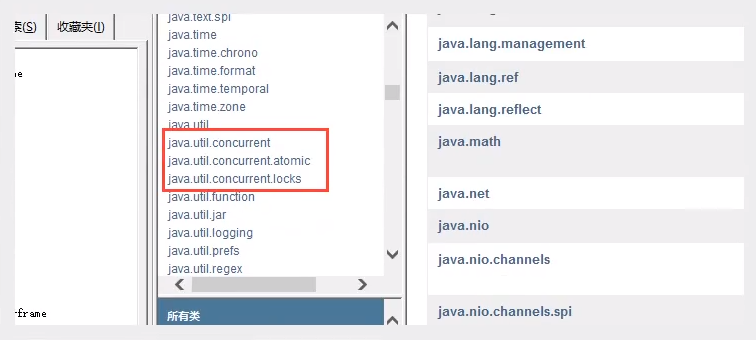 索(S)
收藏夹(I)
me
rframe
java.text.spi
java.time
java.time.chrono
java.time.format
java.time.temporal
java.time.zone
java.util
java.util.concurrent
java.util.concurrent.atomic
java.util.concurrent.locks
java.util.function
java.util.jar
java.util.logging
java.util.prefs
java.util.regex
所有类
java.lang.management
java.lang.ref
java.lang.reflect
java.math
java.net
java.nio
java.nio.channels
java.nio.channels.spi